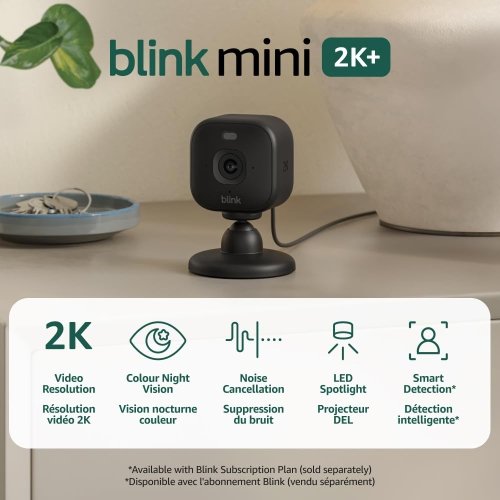 blink mini 2K+
blink
2K
Video
Resolution
Résolution
vidéo 2K
Colour Night
Vision
Vision nocturne
couleur
Noise
Cancellation
Suppression
du bruit
LED
Spotlight
Projecteur
DEL
Smart
Detection*
Détection
intelligente*
*Available with Blink Subscription Plan (sold separately)
*Disponible avec l'abonnement Blink (vendu séparément)